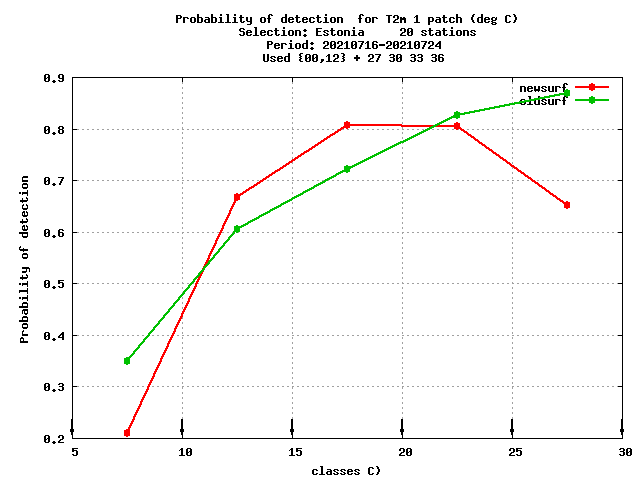 Probability of detection  for T2m 1 patch (deg C)
Selection: Estonia     20 stations
Period: 20210716-20210724
Used {00,12} + 27 30 33 36
0.9
0.8
0.7
0.6
0.5
0.4
0.3
0.2
Probability of detection
newsurf
oldsurf
5 10 15 20 25 30
classes C)